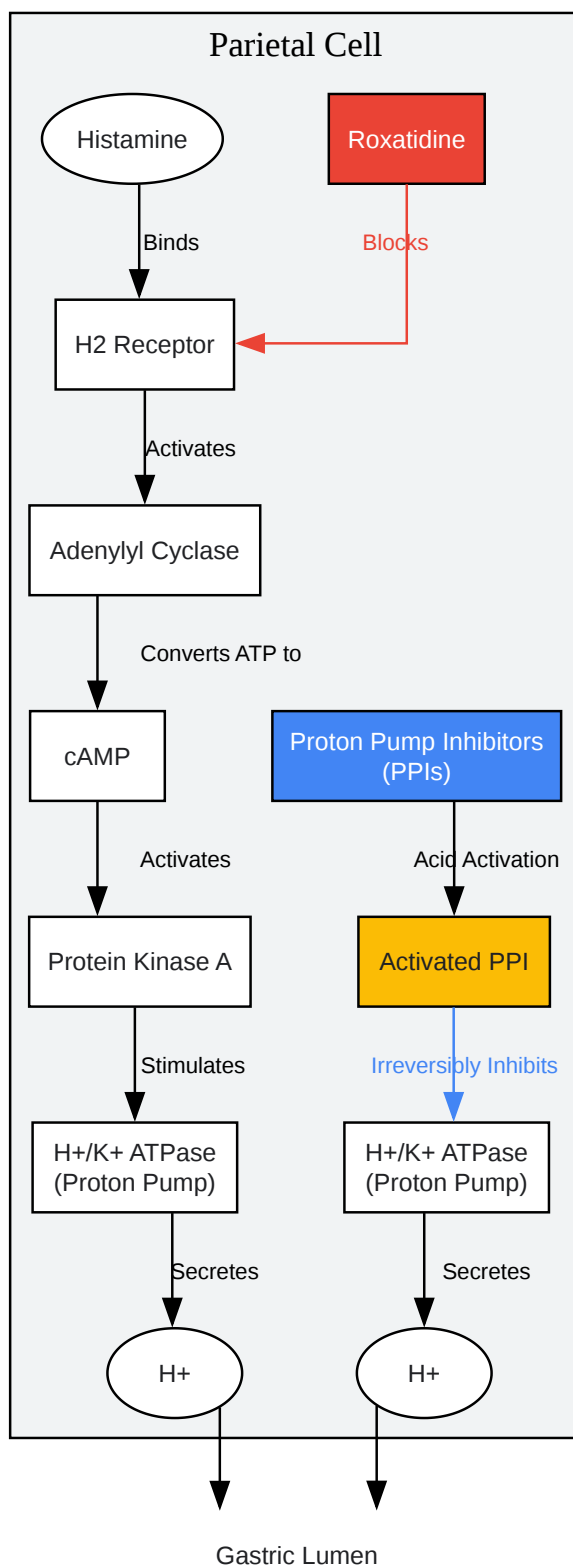 Parietal Cell
Histamine
Roxatidine
Binds
Blocks
H2 Receptor
Activates
Adenylyl Cyclase
Converts ATP to
cAMP
Proton Pump Inhibitors
(PPIs)
Activates
Acid Activation
Protein Kinase A
Activated PPI
Stimulates
Irreversibly Inhibits
H+/K+ ATPase
(Proton Pump)
H+/K+ ATPase
(Proton Pump)
Secretes
Secretes
H+
H+
Gastric Lumen